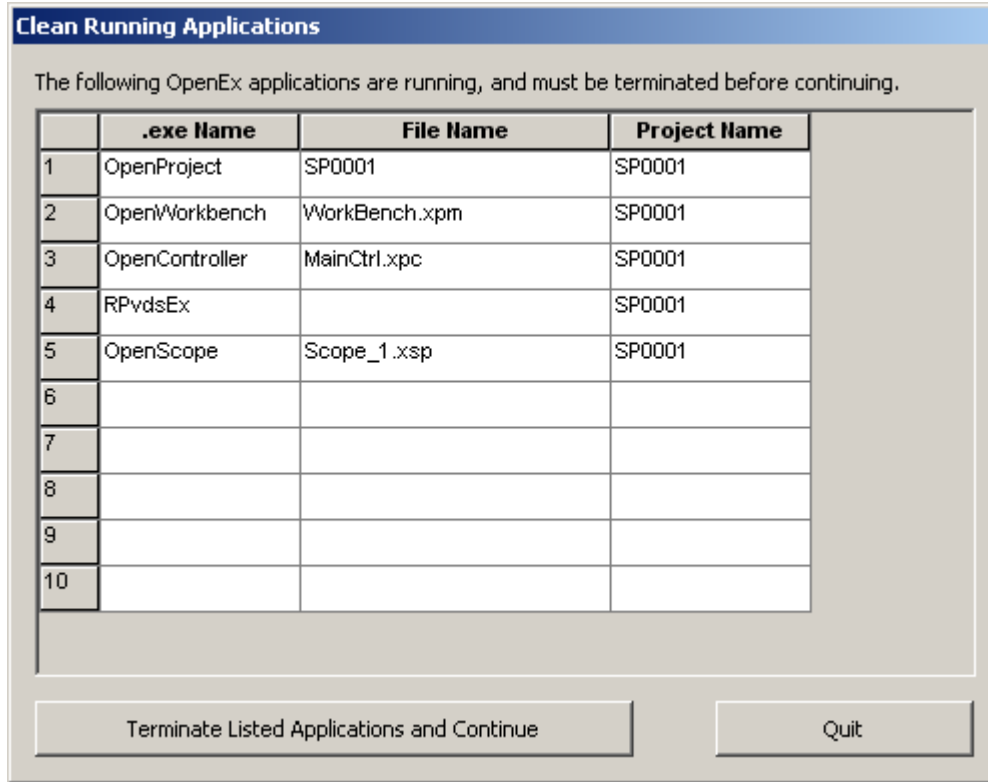 Clean Running Applications
The following OpenEx applications are running, and must be terminated before continuing.
.exe Name File Name Project Name
1 OpenProject SP0001 SP0001
2 OpenWorkbench WorkBench.xpm SP0001
3 OpenController MainCtrl.xpc SP0001
4 RPvdsEx SP0001
5 OpenScope Scope_1.xsp SP0001
6
7
8
9
10
Terminate Listed Applications and Continue Quit